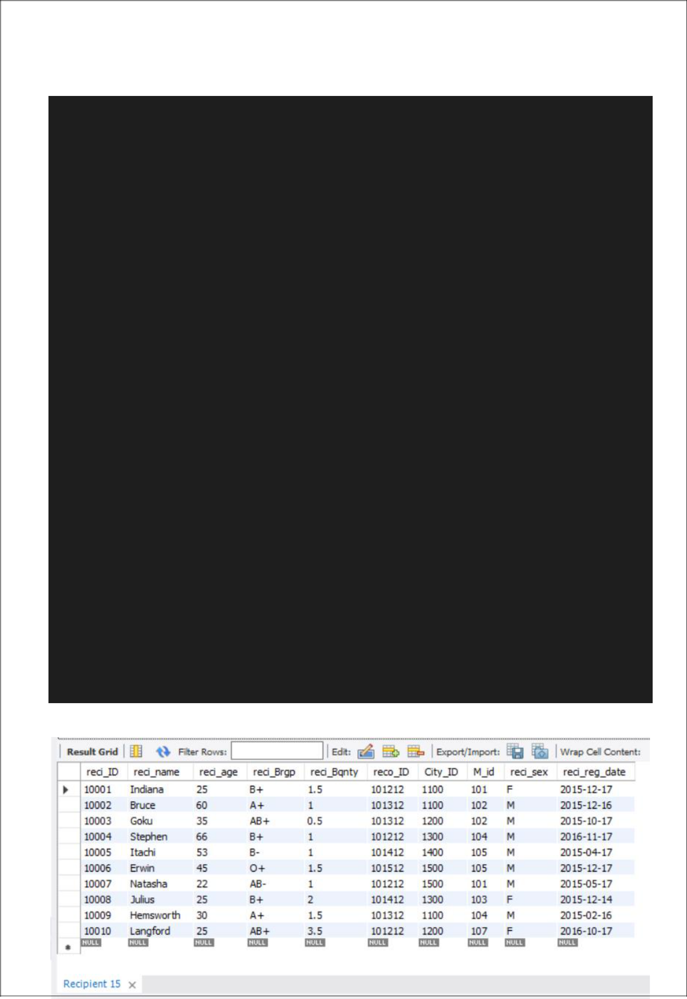 Result Grid Filter Rows: Edit: Export/Import: Wrap Cell Content:
reci_ID reci_name reci_age reci_Brgp reci_Bqnty reco_ID City_ID M_id reci_sex reci_reg_date
10001 Indiana 25 B+ 1.5 101212 1100 101 F 2015-12-17
10002 Bruce 60 A+ 1 101312 1100 102 M 2015-12-16
10003 Goku 35 AB+ 0.5 101312 1200 102 M 2015-10-17
10004 Stephen 66 B+ 1 101212 1300 104 M 2016-11-17
10005 Itachi 53 B- 1 101412 1400 105 M 2015-04-17
10006 Erwin 45 O+ 1.5 101512 1500 105 M 2015-12-17
10007 Natasha 22 AB- 1 101212 1500 101 M 2015-05-17
10008 Julius 25 B+ 2 101412 1300 103 F 2015-12-14
10009 Hemsworth 30 A+ 1.5 101312 1100 104 M 2015-02-16
10010 Langford 25 AB+ 3.5 101212 1200 107 F 2016-10-17
NULL NULL NULL NULL NULL NULL NULL NULL NULL NULL
Recipient 15